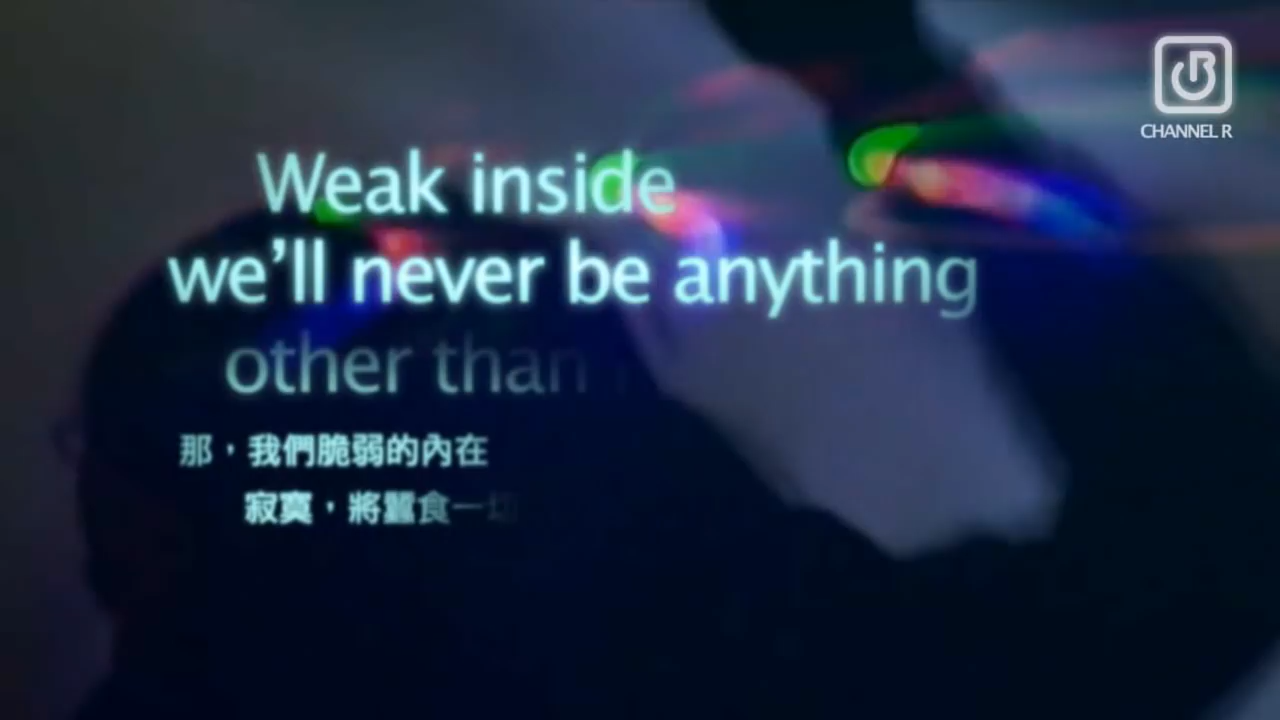 CHANNEL R
Weak inside
we’ll never be anything
other than
那，我們脆弱的內在
寂寞，將蠶食一切